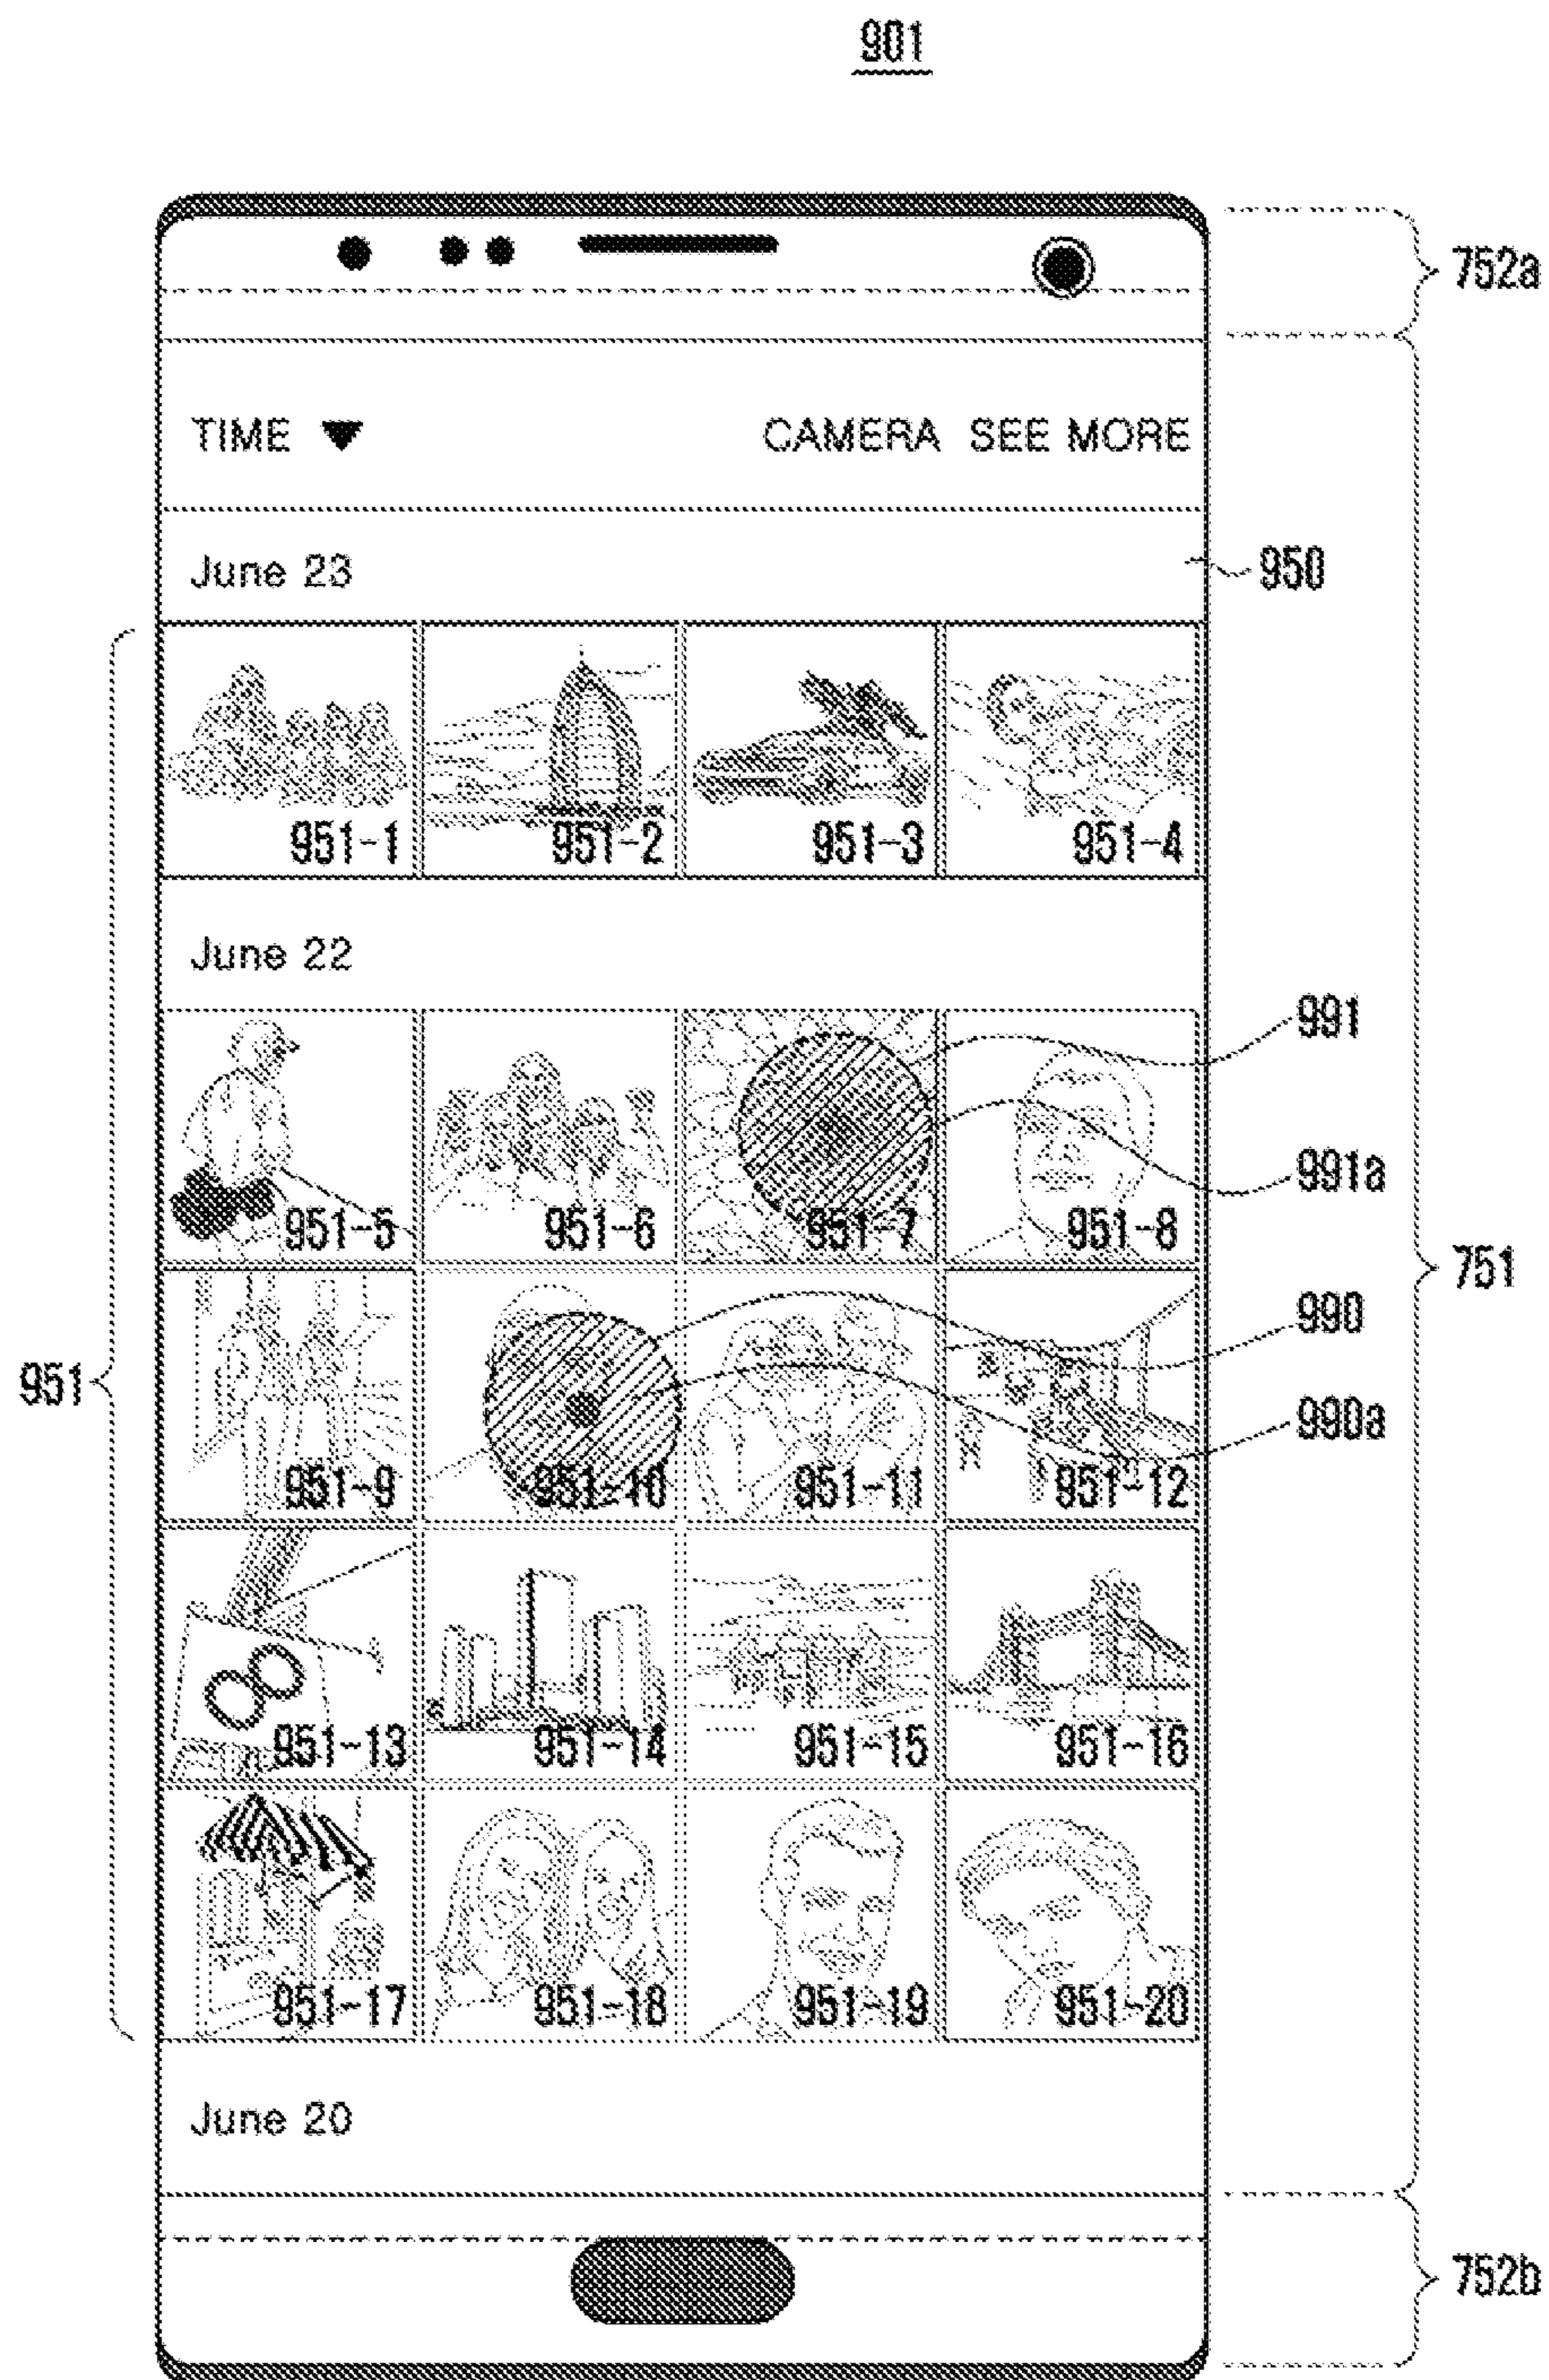 901
752a
TIME ▼ CAMERA SEE MORE
June 23
950
951-1 951-2 951-3 951-4
June 22
991
991a
951-5 951-6 951-7 951-8
751
990
951
990a
951-9 951-10 951-11 951-12
951-13 951-14 951-15 951-16
951-17 951-18 951-19 951-20
June 20
752b